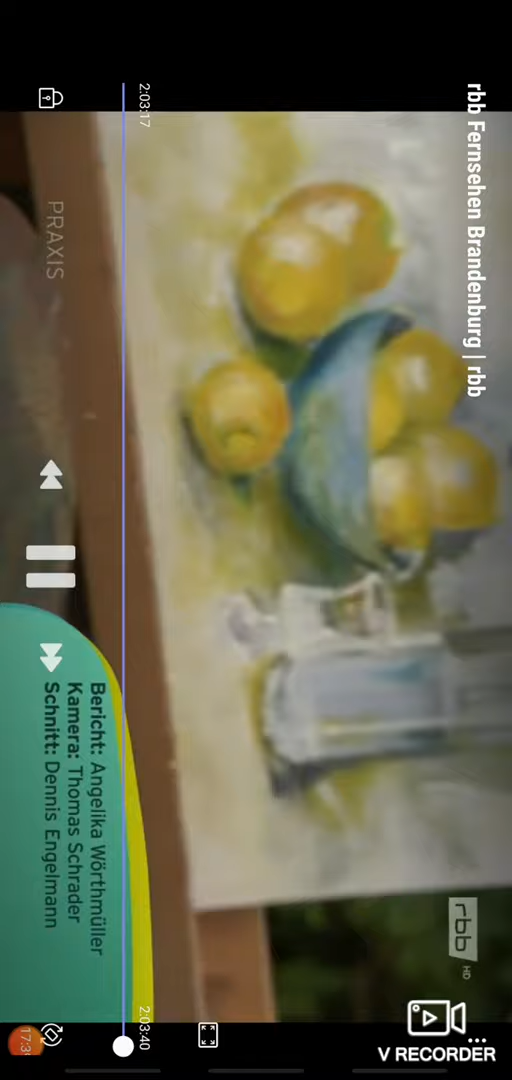 rbb Fernsehen Brandenburg | rbb
2:03:17
PRAXIS
Bericht: Angelika Wörthmüller
Kamera: Thomas Schrader
Schnitt: Dennis Engelmann
rbb
HD
2:03:40
V RECORDER